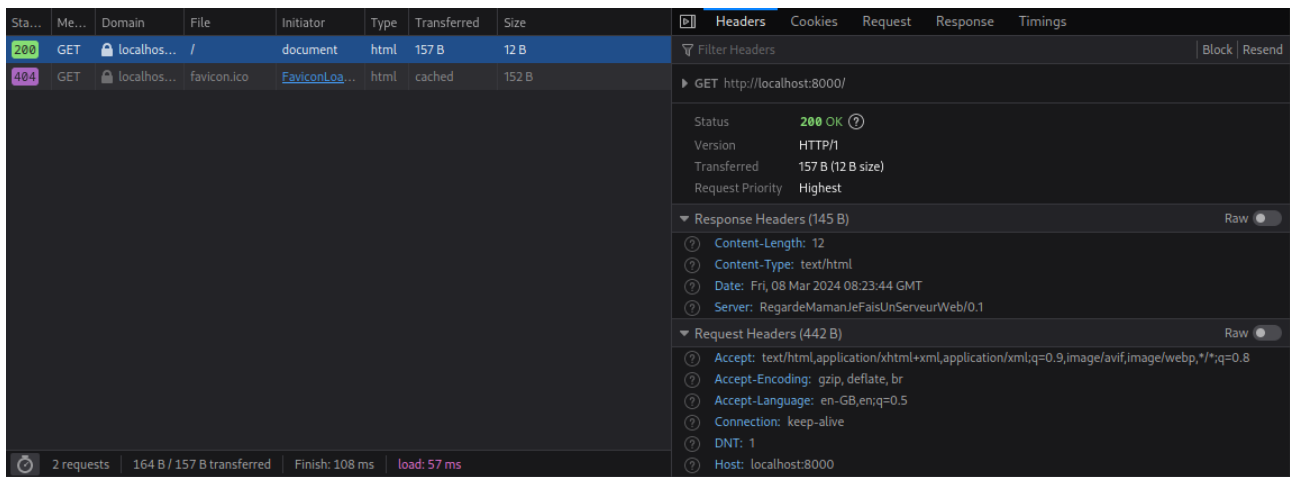 Sta... Me... Domain File Initiator Type Transferred Size
200 GET localhos... / document html 157 B 12 B
404 GET localhos... favicon.ico FaviconLoa... html cached 152 B
2 requests 164 B / 157 B transferred Finish: 108 ms load: 57 ms
Headers Cookies Request Response Timings
Filter Headers Block Resend
GET http://localhost:8000/
Status 200 OK ?
Version HTTP/1
Transferred 157 B (12 B size)
Request Priority Highest
Response Headers (145 B) Raw
? Content-Length: 12
? Content-Type: text/html
? Date: Fri, 08 Mar 2024 08:23:44 GMT
? Server: RegardeMamanJeFaisUnServeurWeb/0.1
Request Headers (442 B) Raw
? Accept: text/html,application/xhtml+xml,application/xml;q=0.9,image/avif,image/webp,*/*;q=0.8
? Accept-Encoding: gzip, deflate, br
? Accept-Language: en-GB,en;q=0.5
? Connection: keep-alive
? DNT: 1
? Host: localhost:8000